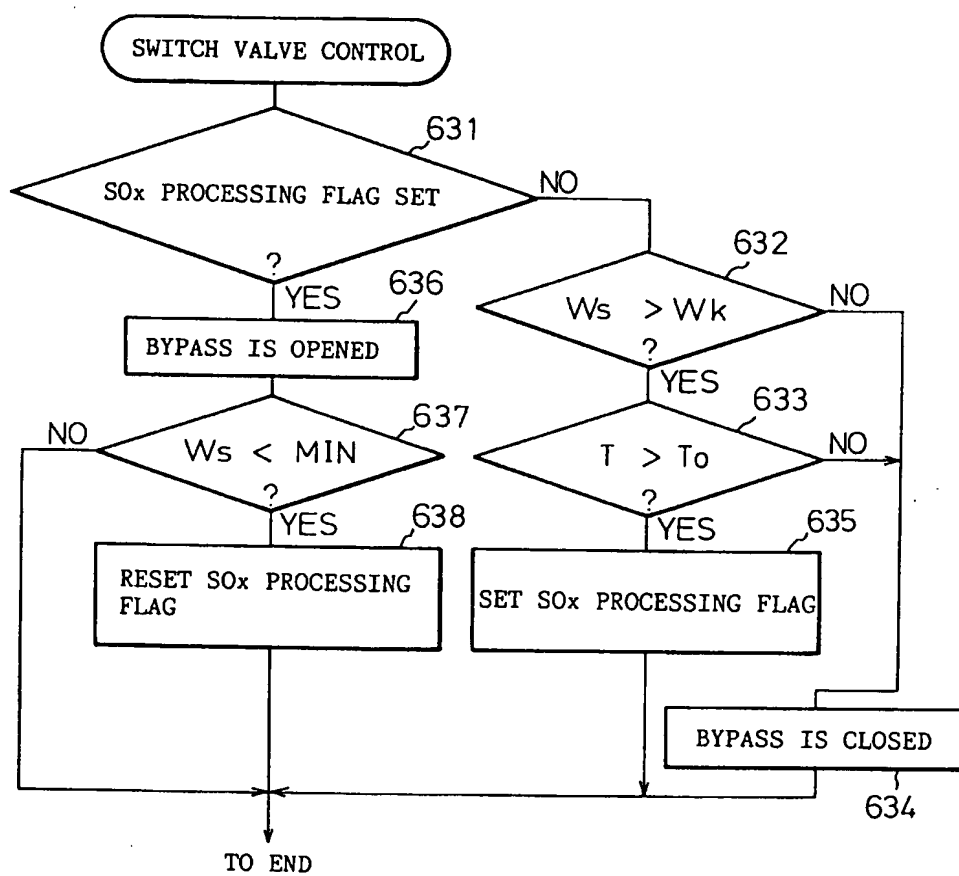 SWITCH VALVE CONTROL
631
SOx PROCESSING FLAG SET
?
NO
YES
632
Ws > Wk
?
NO
YES
636
BYPASS IS OPENED
637
NO
Ws < MIN
?
YES
633
T > To
?
NO
YES
638
RESET SOx PROCESSING
FLAG
635
SET SOx PROCESSING FLAG
BYPASS IS CLOSED
634
TO END